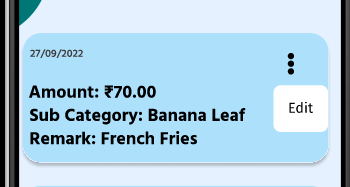 27/09/2022
Amount: ₹70.00
Edit
Sub Category: Banana Leaf
Remark: French Fries